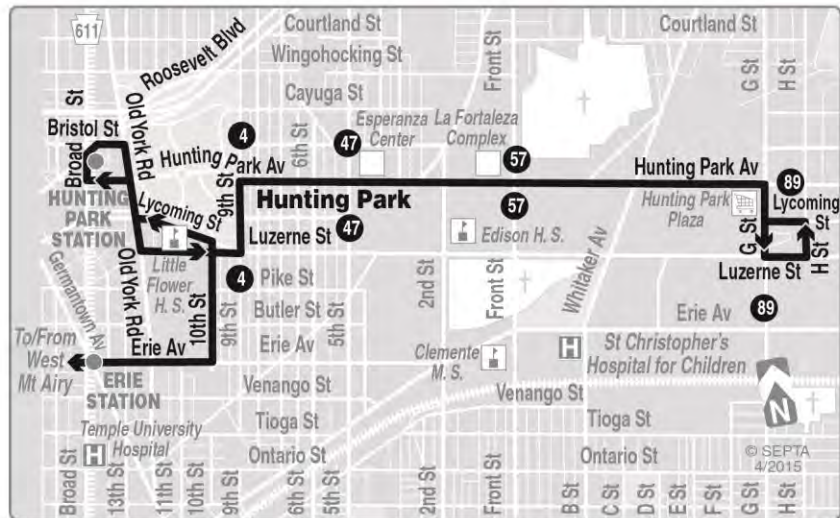 611
Roosevelt Blvd
Courtland St
Wingohocking St
Cayuga St
Front St
Courtland St
G St
H St
Broad St
Bristol St
Old York Rd
4
9th St
Hunting Park Av
6th St
47
Esperanza
Center
La Fortaleza
Complex
57
Hunting Park Av
89
HUNTING
PARK
STATION
Lycoming St
Hunting Park
57
Hunting Park
Plaza
Lycoming
St
Luzerne St
47
Edison H. S.
G St
H St
Luzerne St
Little
Flower
H. S.
4
Germantown Av
Old York Rd
10th St
9th St
Pike St
Butler St
5th St
2nd St
Front St
Whitaker Av
Erie Av
89
To/From
West
Mt Airy
Erie Av
Erie Av
ERIE
STATION
Clemente
M. S.
H
St Christopher's
Hospital for Children
Venango St
Venango St
N
Temple University
Hospital
H
Tioga St
Tioga St
Ontario St
Ontario St
© SEPTA
4/2015
Broad St
13th St
11th St
10th St
9th St
6th St
5th St
2nd St
Front St
B St
C St
D St
E St
F St
G St
H St